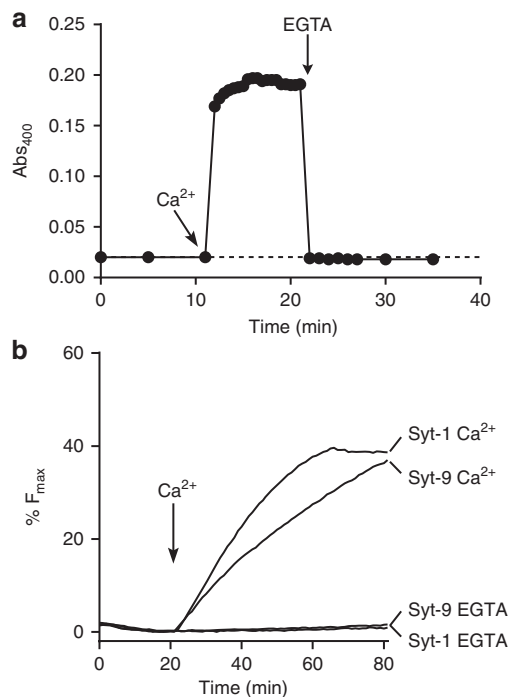 a
EGTA
0.25
0.20
0.15
0.10
0.05
0.00
Abs400
Ca2+
0
10
20
30
40
Time (min)
b
60
40
20
0
% Fmax
Ca2+
Syt-1 Ca2+
Syt-9 Ca2+
Syt-9 EGTA
Syt-1 EGTA
0
20
40
60
80
Time (min)